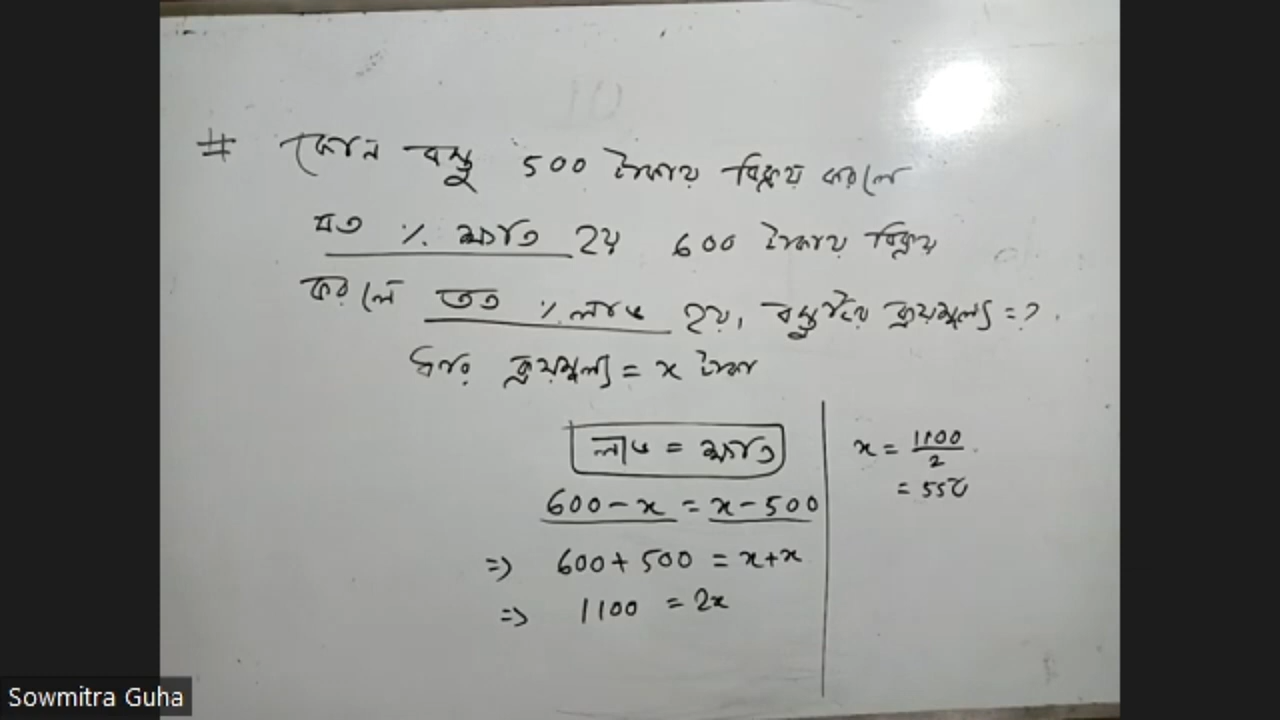 # কোন বস্তু 500 টাকায় বিক্রয় করলে
যত % ক্ষতি হয় 600 টাকায় বিক্রয়
করলে তত % লাভ হয়, বস্তুটির ক্রয়মূল্য = ?
ধরি ক্রয়মূল্য = x টাকা
লাভ = ক্ষতি
600 - x = x - 500
=> 600 + 500 = x + x
=> 1100 = 2x
x = 1100/2
= 550
Sowmitra Guha